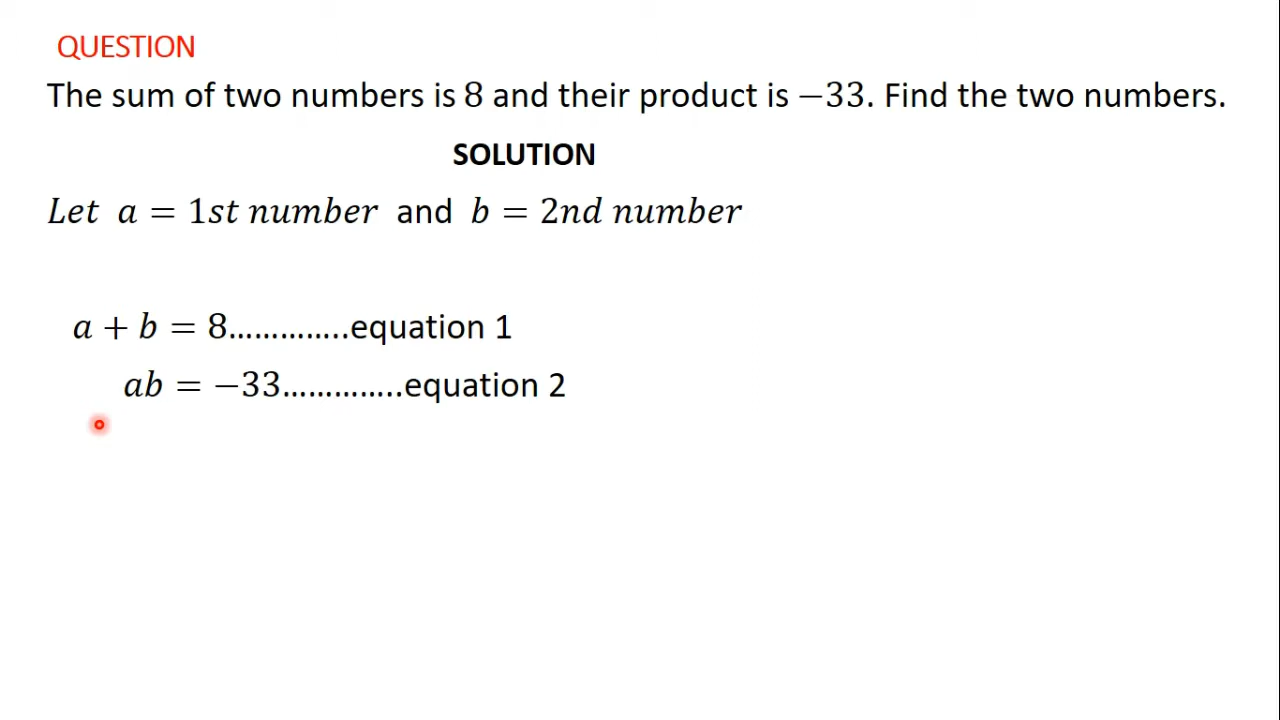 QUESTION
The sum of two numbers is 8 and their product is −33. Find the two numbers.
SOLUTION
Let a = 1st number and b = 2nd number
a + b = 8…………..equation 1
ab = −33…………..equation 2